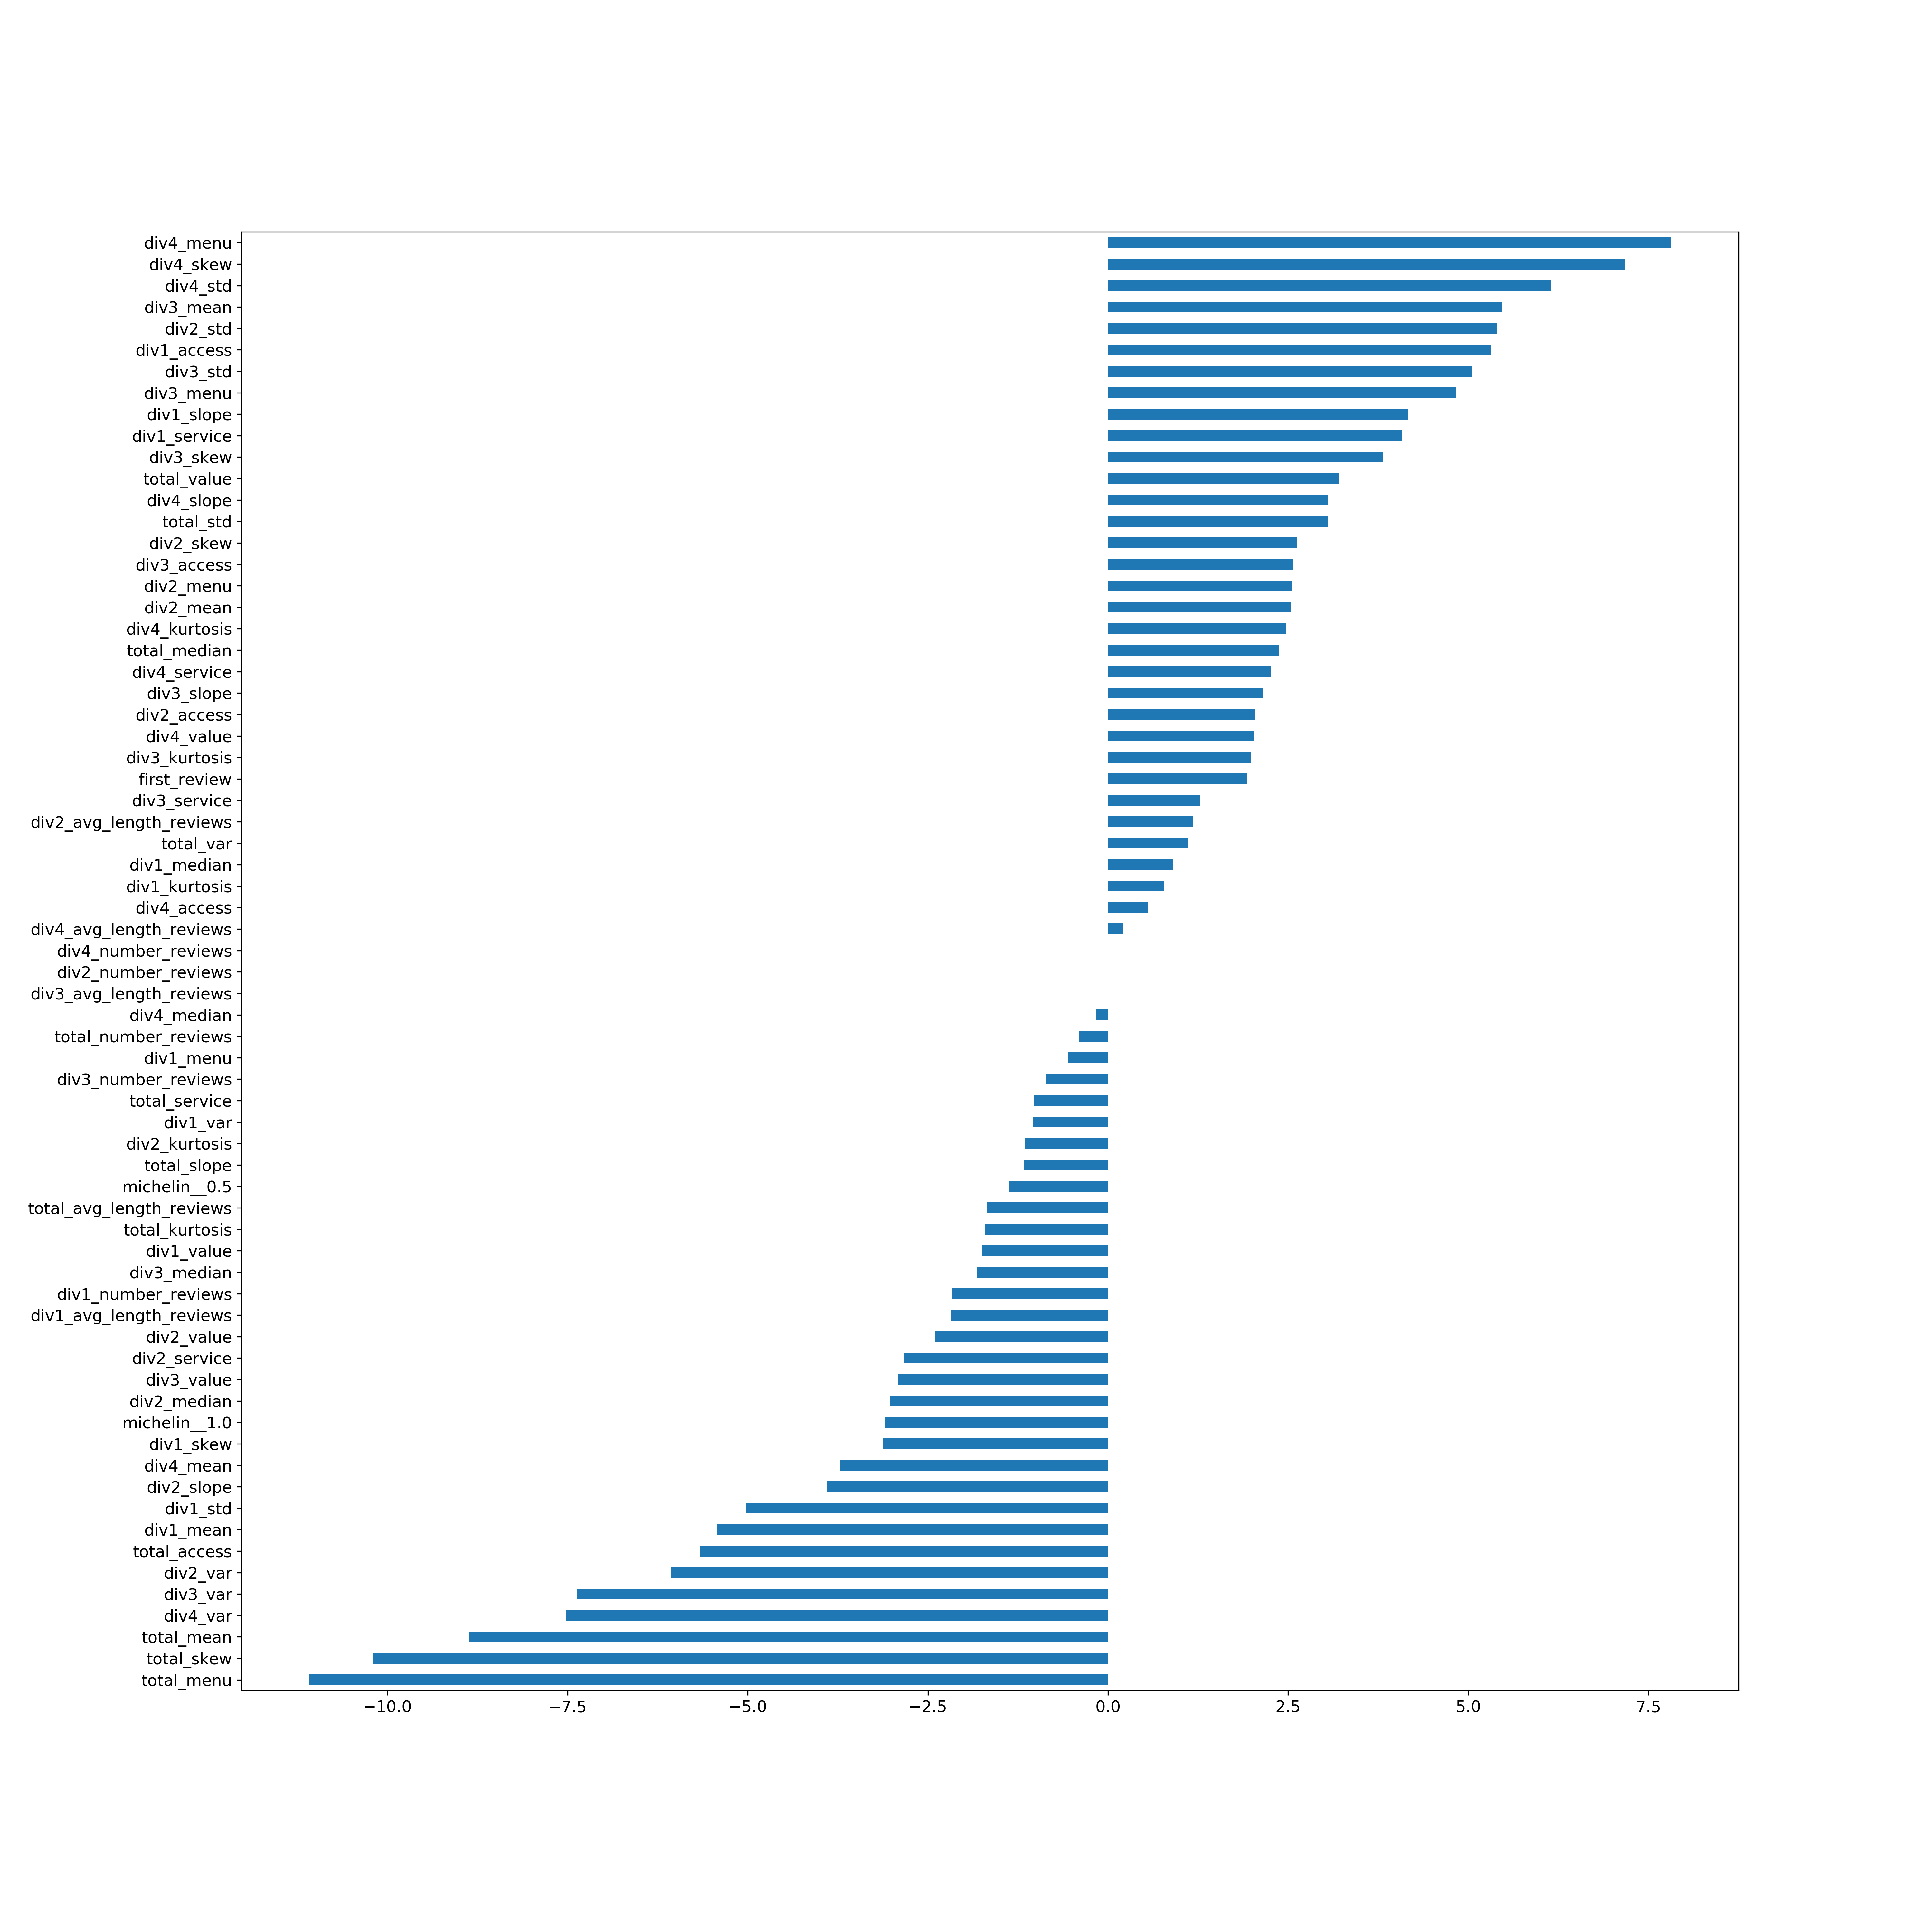 div4_menu
div4_skew
div4_std
div3_mean
div2_std
div1_access
div3_std
div3_menu
div1_slope
div1_service
div3_skew
total_value
div4_slope
total_std
div2_skew
div3_access
div2_menu
div2_mean
div4_kurtosis
total_median
div4_service
div3_slope
div2_access
div4_value
div3_kurtosis
first_review
div3_service
div2_avg_length_reviews
total_var
div1_median
div1_kurtosis
div4_access
div4_avg_length_reviews
div4_number_reviews
div2_number_reviews
div3_avg_length_reviews
div4_median
total_number_reviews
div1_menu
div3_number_reviews
total_service
div1_var
div2_kurtosis
total_slope
michelin__0.5
total_avg_length_reviews
total_kurtosis
div1_value
div3_median
div1_number_reviews
div1_avg_length_reviews
div2_value
div2_service
div3_value
div2_median
michelin__1.0
div1_skew
div4_mean
div2_slope
div1_std
div1_mean
total_access
div2_var
div3_var
div4_var
total_mean
total_skew
total_menu
−10.0 −7.5 −5.0 −2.5 0.0 2.5 5.0 7.5